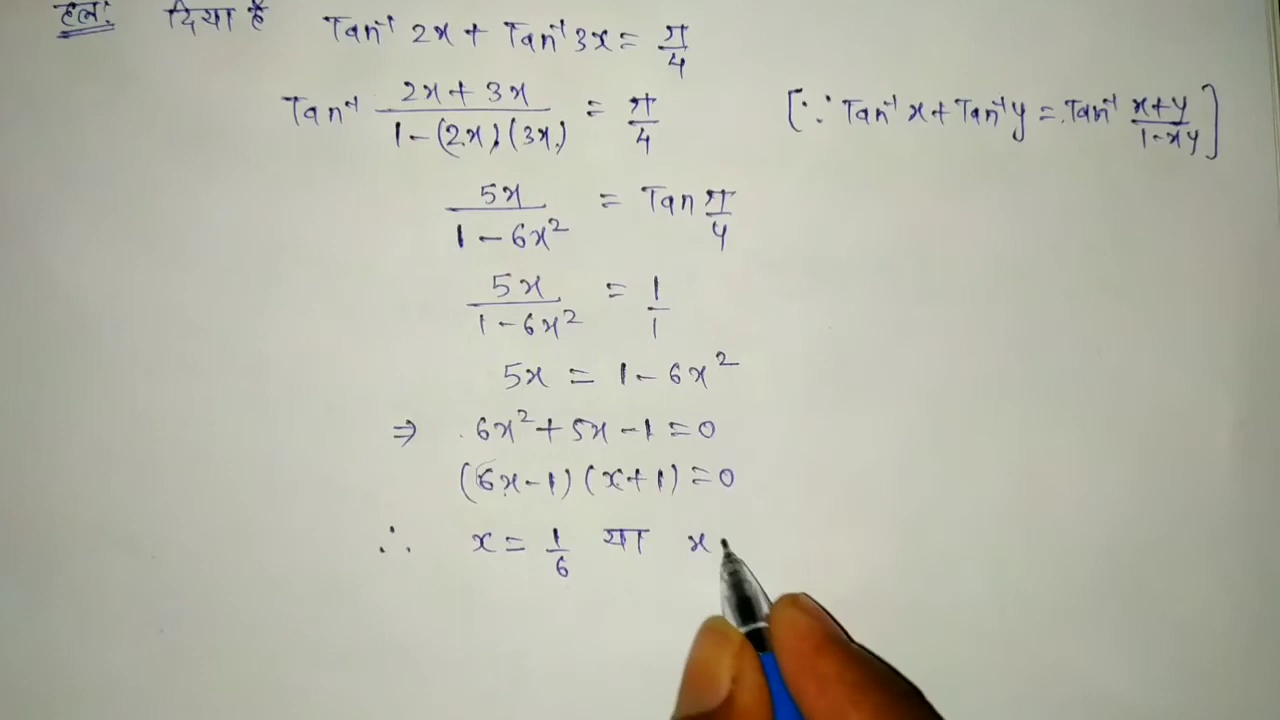 हल: दिया है Tan⁻¹ 2x + Tan⁻¹ 3x = π/4
Tan⁻¹ (2x + 3x)/(1 - (2x)(3x)) = π/4 [∵ Tan⁻¹ x + Tan⁻¹ y = Tan⁻¹ (x+y)/(1-xy)]
5x/(1 - 6x²) = Tan π/4
5x/(1 - 6x²) = 1/1
5x = 1 - 6x²
⇒ 6x² + 5x - 1 = 0
(6x - 1)(x + 1) = 0
∴ x = 1/6 या x